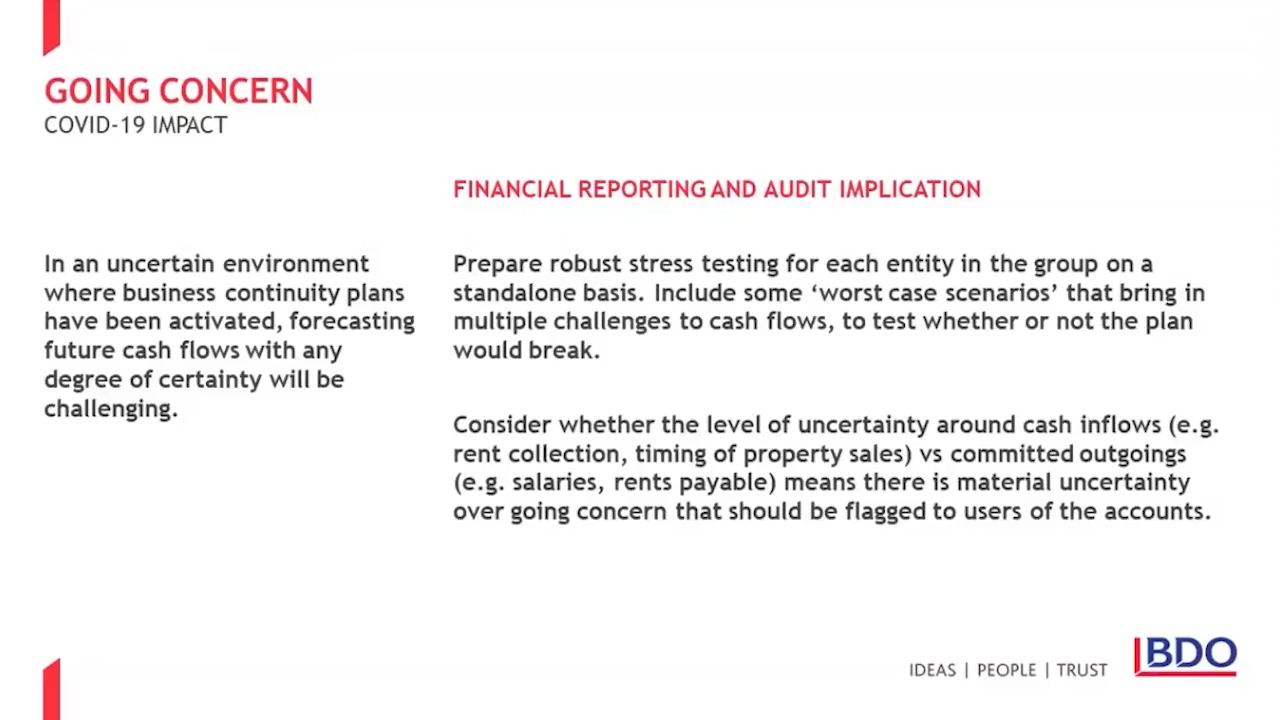 GOING CONCERN
COVID-19 IMPACT
FINANCIAL REPORTING AND AUDIT IMPLICATION
In an uncertain environment
where business continuity plans
have been activated, forecasting
future cash flows with any
degree of certainty will be
challenging.
Prepare robust stress testing for each entity in the group on a
standalone basis. Include some ‘worst case scenarios’ that bring in
multiple challenges to cash flows, to test whether or not the plan
would break.
Consider whether the level of uncertainty around cash inflows (e.g.
rent collection, timing of property sales) vs committed outgoings
(e.g. salaries, rents payable) means there is material uncertainty
over going concern that should be flagged to users of the accounts.
IDEAS | PEOPLE | TRUST
BDO